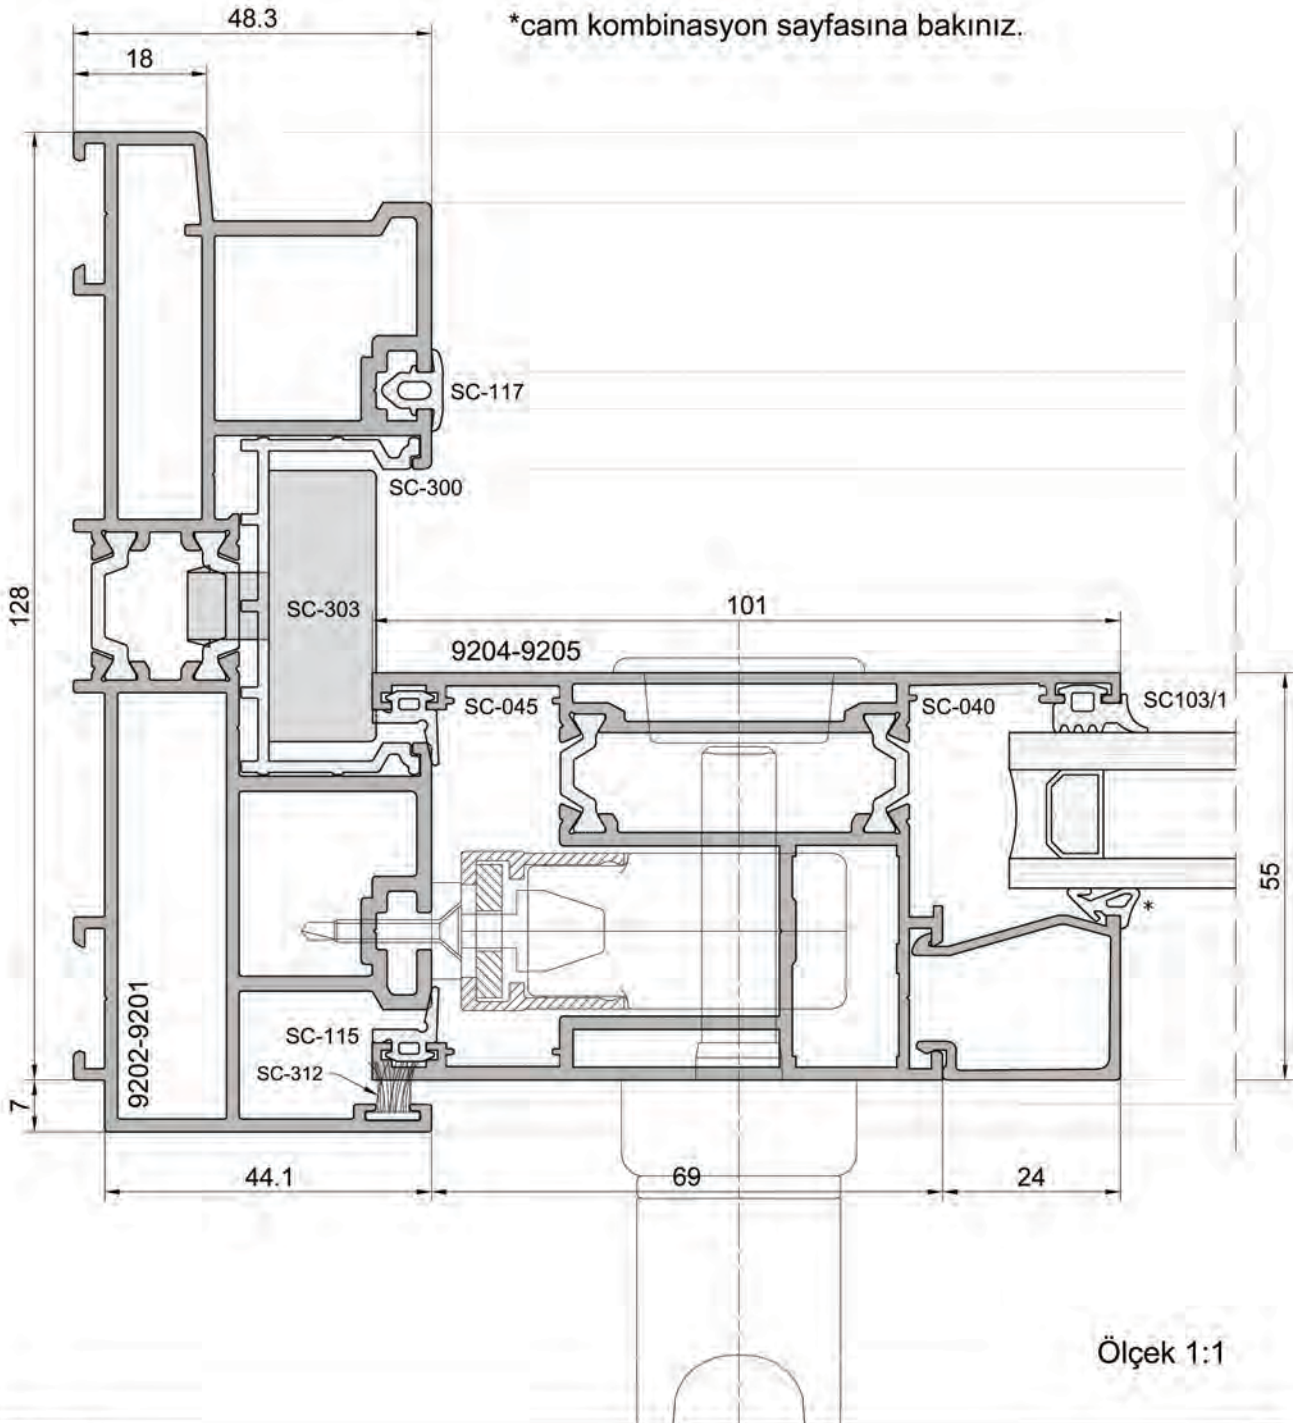 48.3
*cam kombinasyon sayfasına bakınız.
18
SC-117
SC-300
128
SC-303
101
9204-9205
SC-045
SC-040
SC103/1
55
*
9202-9201
SC-115
SC-312
7
44.1
69
24
Ölçek 1:1